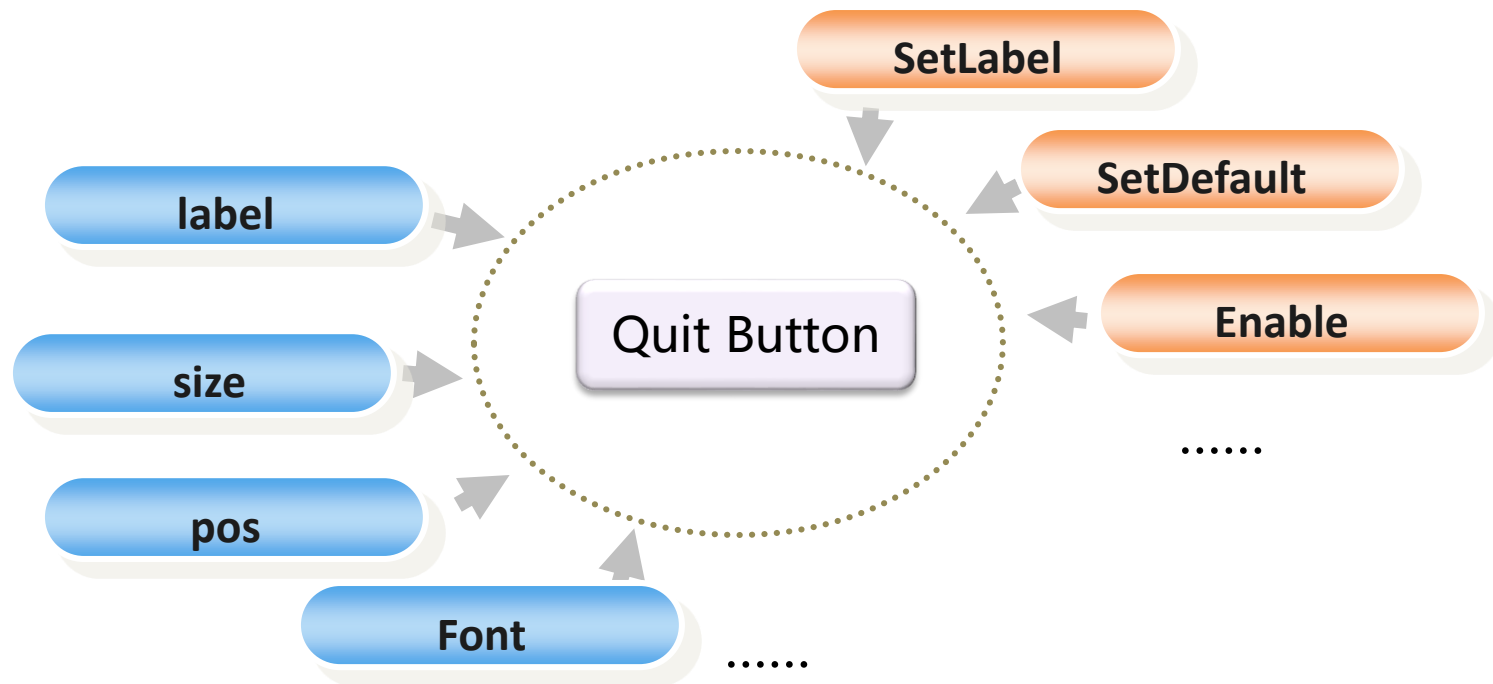 SetLabel
SetDefault
label
Enable
Quit Button
size
......
pos
Font
......